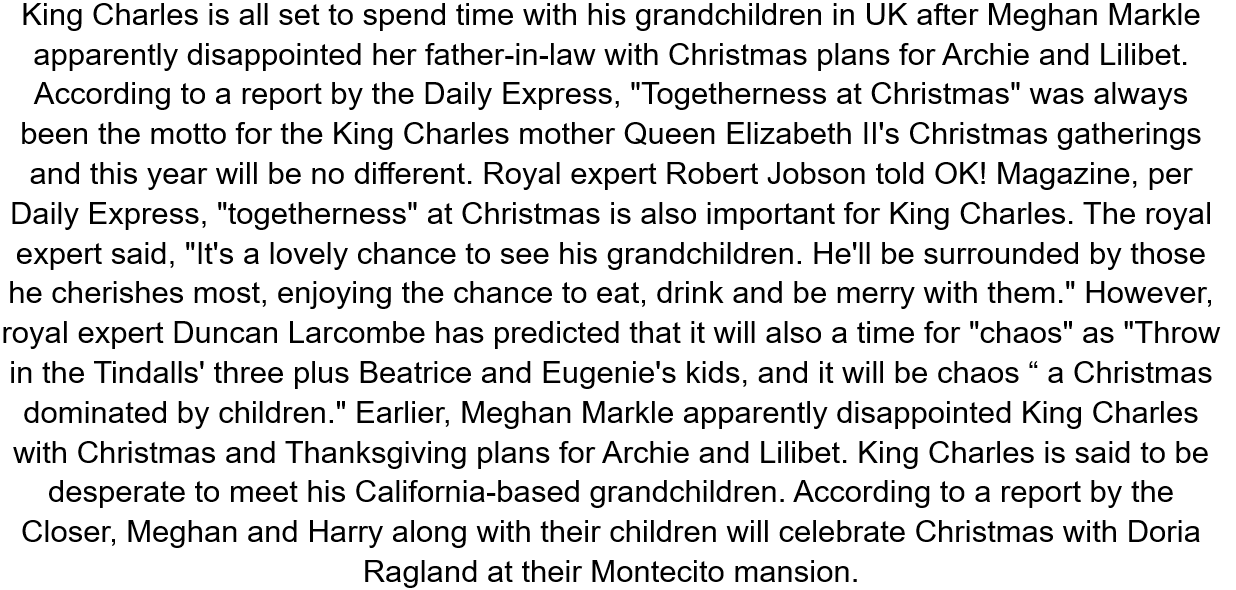 King Charles is all set to spend time with his grandchildren in UK after Meghan Markle
apparently disappointed her father-in-law with Christmas plans for Archie and Lilibet.
According to a report by the Daily Express, "Togetherness at Christmas" was always
been the motto for the King Charles mother Queen Elizabeth II's Christmas gatherings
and this year will be no different. Royal expert Robert Jobson told OK! Magazine, per
Daily Express, "togetherness" at Christmas is also important for King Charles. The royal
expert said, "It's a lovely chance to see his grandchildren. He'll be surrounded by those
he cherishes most, enjoying the chance to eat, drink and be merry with them." However,
royal expert Duncan Larcombe has predicted that it will also a time for "chaos" as "Throw
in the Tindalls' three plus Beatrice and Eugenie's kids, and it will be chaos “ a Christmas
dominated by children." Earlier, Meghan Markle apparently disappointed King Charles
with Christmas and Thanksgiving plans for Archie and Lilibet. King Charles is said to be
desperate to meet his California-based grandchildren. According to a report by the
Closer, Meghan and Harry along with their children will celebrate Christmas with Doria
Ragland at their Montecito mansion.